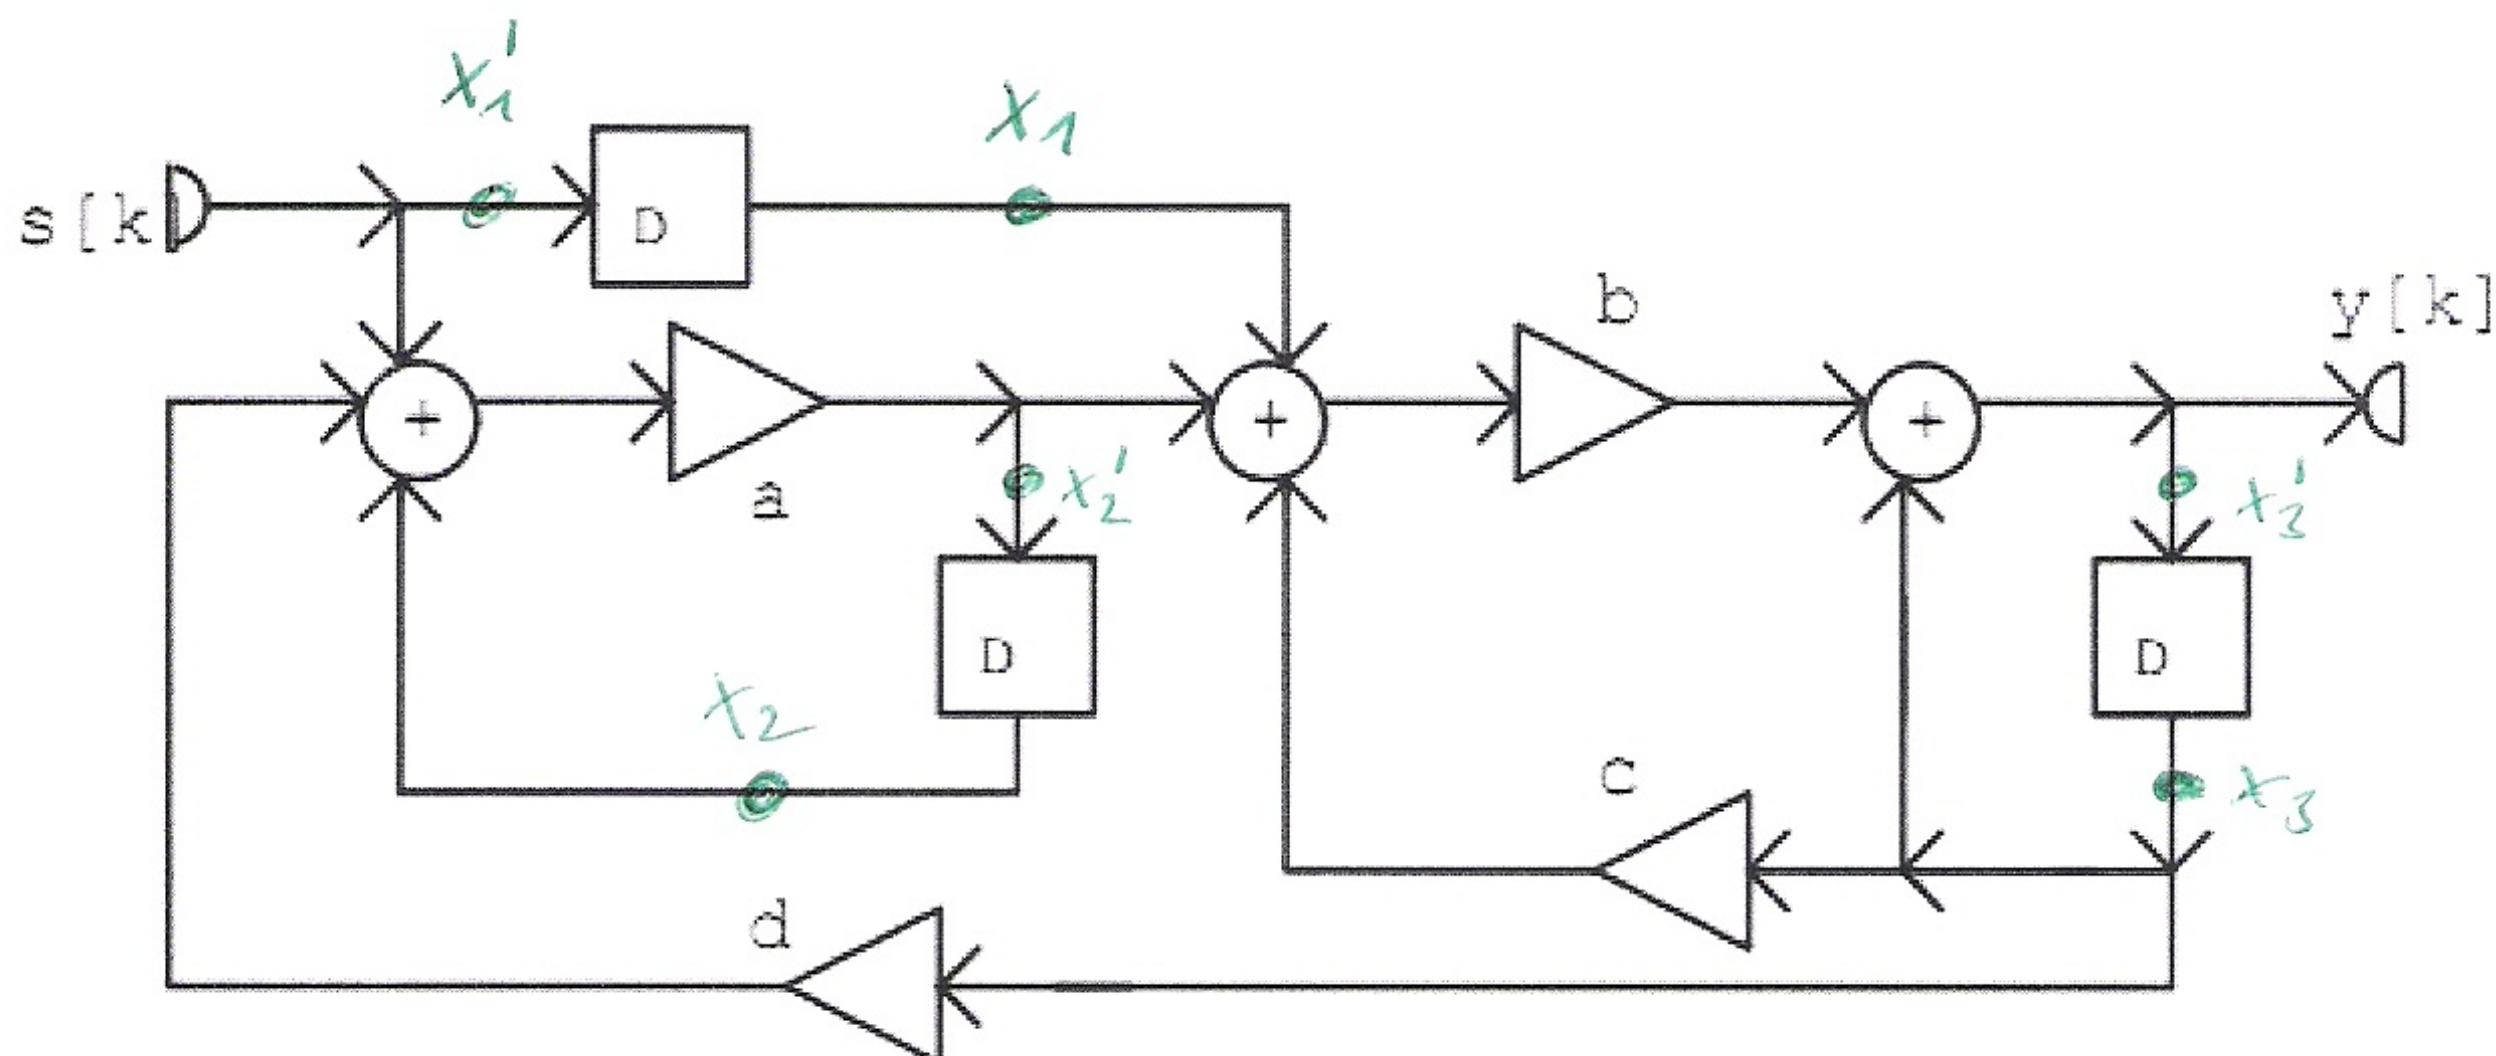 x₁'
x₁
s[k]
D
b
y[k]
+
a
+
+
x₂'
x₃'
D
D
x₂
c
x₃
d